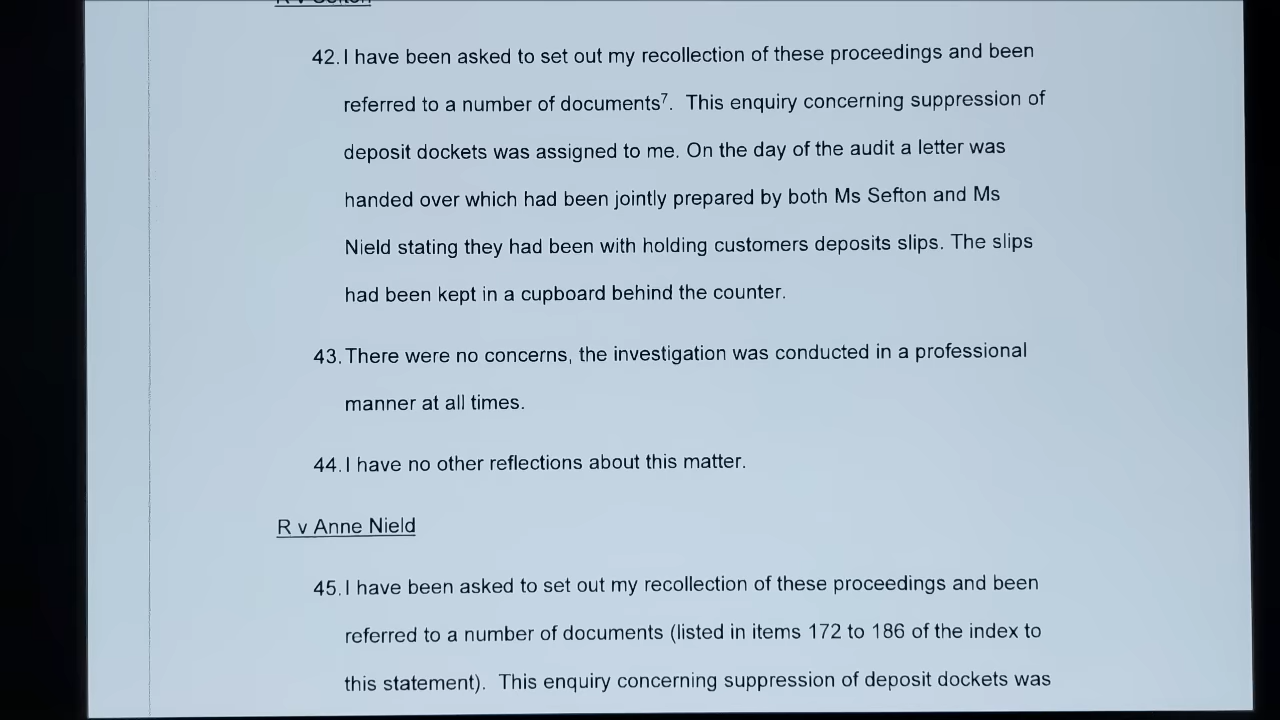 R v Sefton
42. I have been asked to set out my recollection of these proceedings and been
referred to a number of documents⁷. This enquiry concerning suppression of
deposit dockets was assigned to me. On the day of the audit a letter was
handed over which had been jointly prepared by both Ms Sefton and Ms
Nield stating they had been with holding customers deposits slips. The slips
had been kept in a cupboard behind the counter.
43. There were no concerns, the investigation was conducted in a professional
manner at all times.
44. I have no other reflections about this matter.
R v Anne Nield
45. I have been asked to set out my recollection of these proceedings and been
referred to a number of documents (listed in items 172 to 186 of the index to
this statement). This enquiry concerning suppression of deposit dockets was